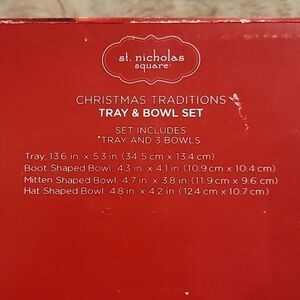 st. nicholas
square
CHRISTMAS TRADITIONS
TRAY & BOWL SET
SET INCLUDES
TRAY AND 3 BOWLS
Tray. 13.6 in. x 5.3 in (34.5 cm x 13.4 cm)
Boot Shaped Bowl. 4.3 in. x 4.1 in (10.9 cm x 10.4 cm)
Mitten Shaped Bowl. 4.7 in. x 3.8 in. (11.9 cm x 9.6 cm)
Hat Shaped Bowl. 4.8 in. x 4.2 in. (12.4 cm x 10.7 cm)